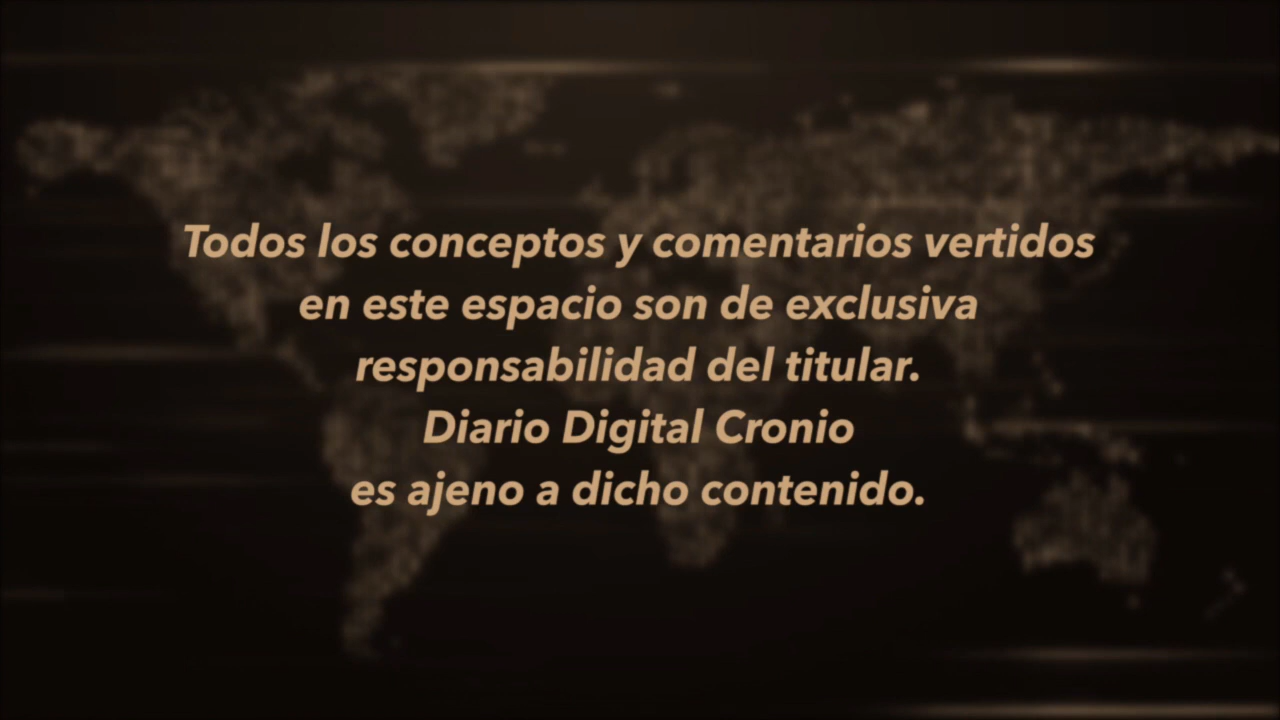 Todos los conceptos y comentarios vertidos
en este espacio son de exclusiva
responsabilidad del titular.
Diario Digital Cronio
es ajeno a dicho contenido.